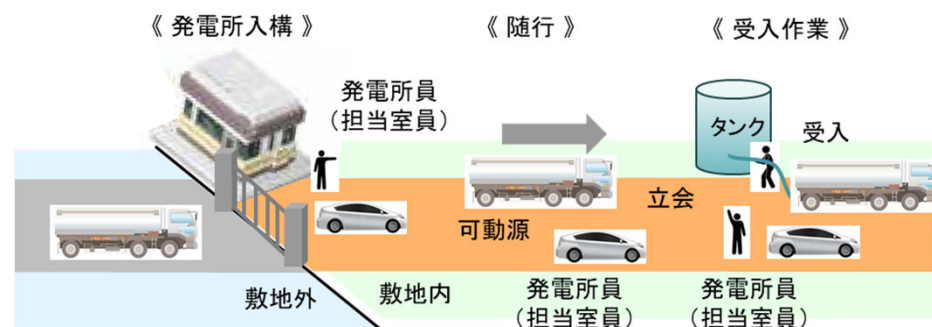 《 発電所入構 》
《 随行 》
《 受入作業 》
発電所員
（担当室員）
タンク
受入
可動源
立会
敷地外
敷地内
発電所員
（担当室員）
発電所員
（担当室員）